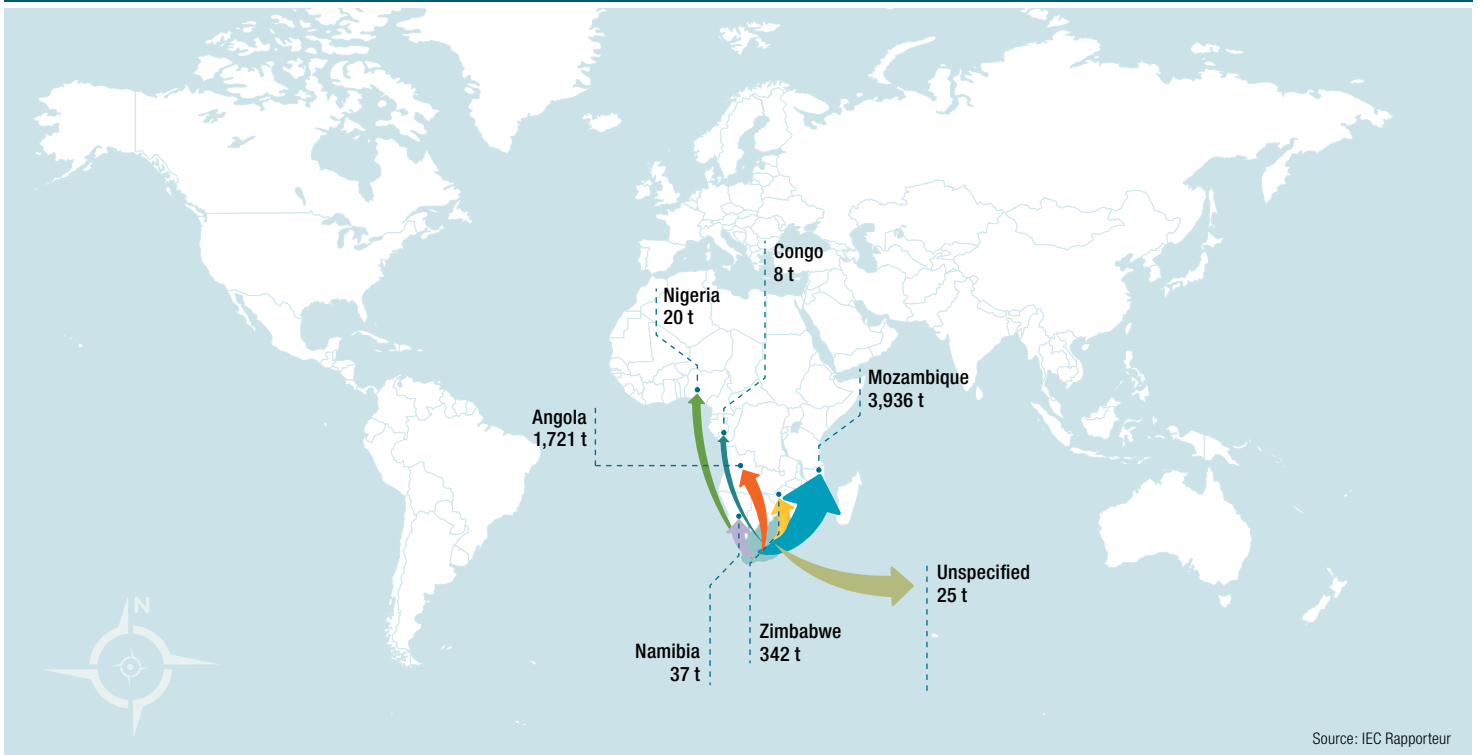 Congo
8 t
Nigeria
20 t
Mozambique
3,936 t
Angola
1,721 t
Unspecified
25 t
N
Zimbabwe
342 t
Namibia
37 t
Source: IEC Rapporteur